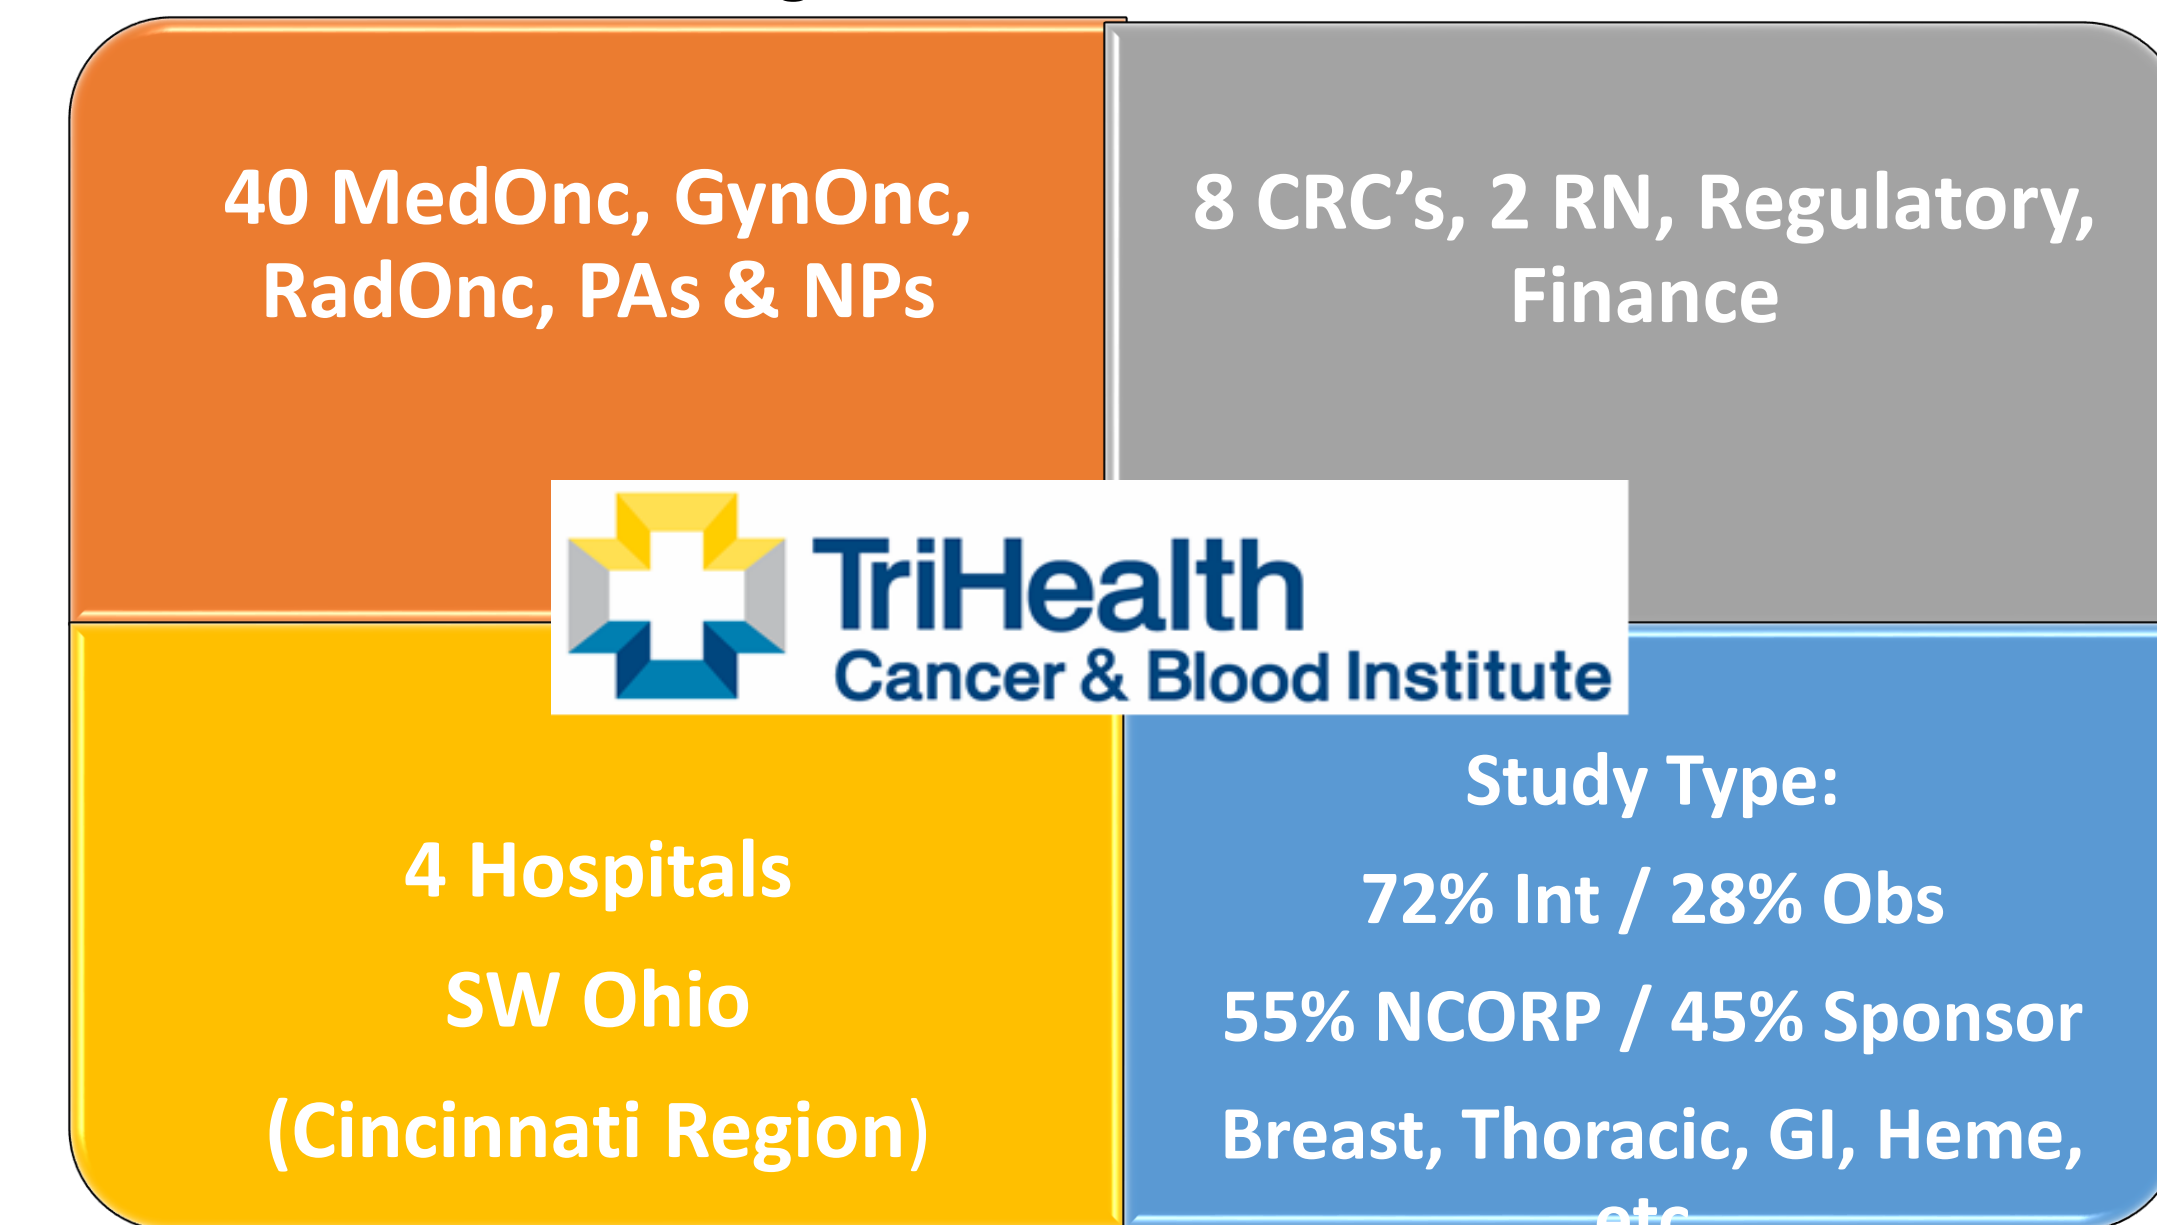 40 MedOnc, GynOnc,
RadOnc, PAs & NPs
8 CRC’s, 2 RN, Regulatory,
Finance
TriHealth
Cancer & Blood Institute
4 Hospitals
SW Ohio
(Cincinnati Region)
Study Type:
72% Int / 28% Obs
55% NCORP / 45% Sponsor
Breast, Thoracic, GI, Heme,
etc